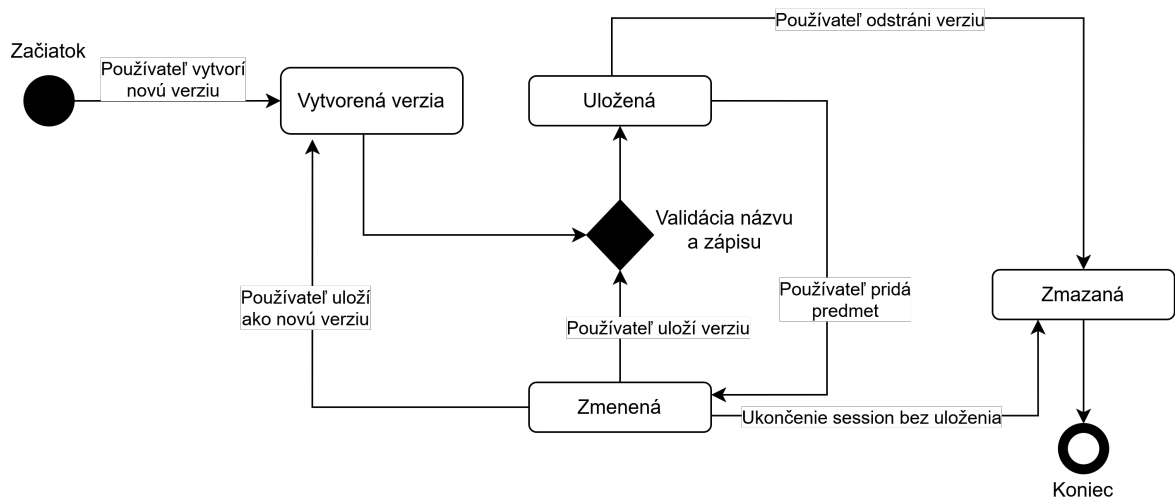 Používateľ odstráni verziu
Začiatok
Používateľ vytvorí
novú verziu
Vytvorená verzia
Uložená
Validácia názvu
a zápisu
Používateľ uloží
ako novú verziu
Používateľ uloží verziu
Používateľ pridá
predmet
Zmazaná
Zmenená
Ukončenie session bez uloženia
Koniec